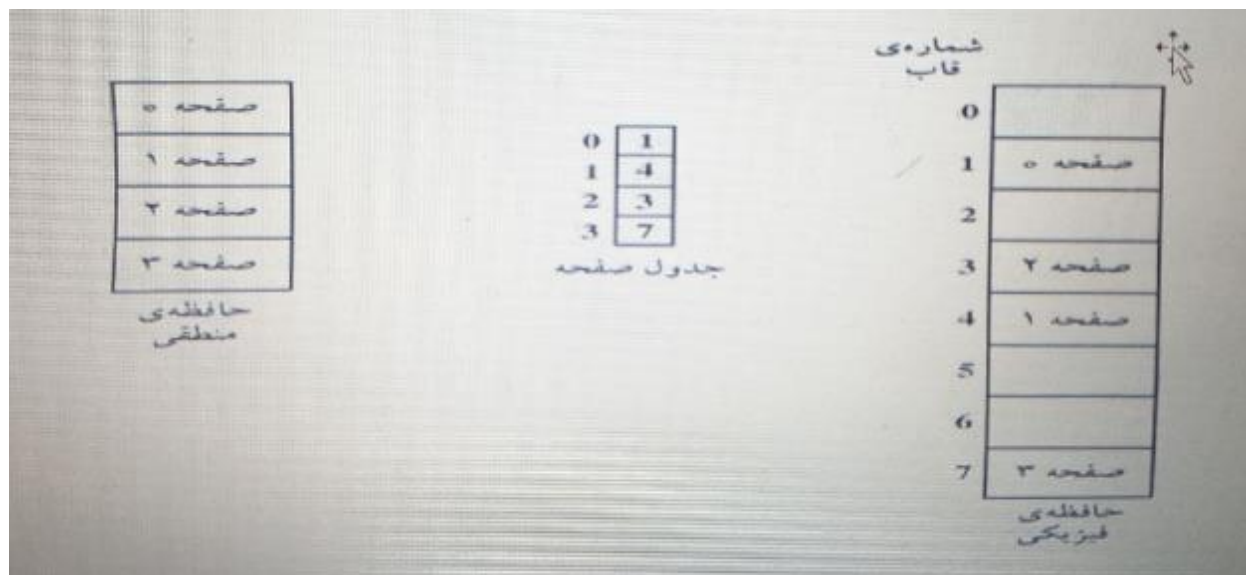 صفحه ۰
صفحه ۱
صفحه ۲
صفحه ۳
حافظه‌ی
منطقی
0 1
1 4
2 3
3 7
جدول صفحه
شماره‌ی
قاب
0
1 صفحه ۰
2
3 صفحه ۲
4 صفحه ۱
5
6
7 صفحه ۳
حافظه‌ی
فیزیکی